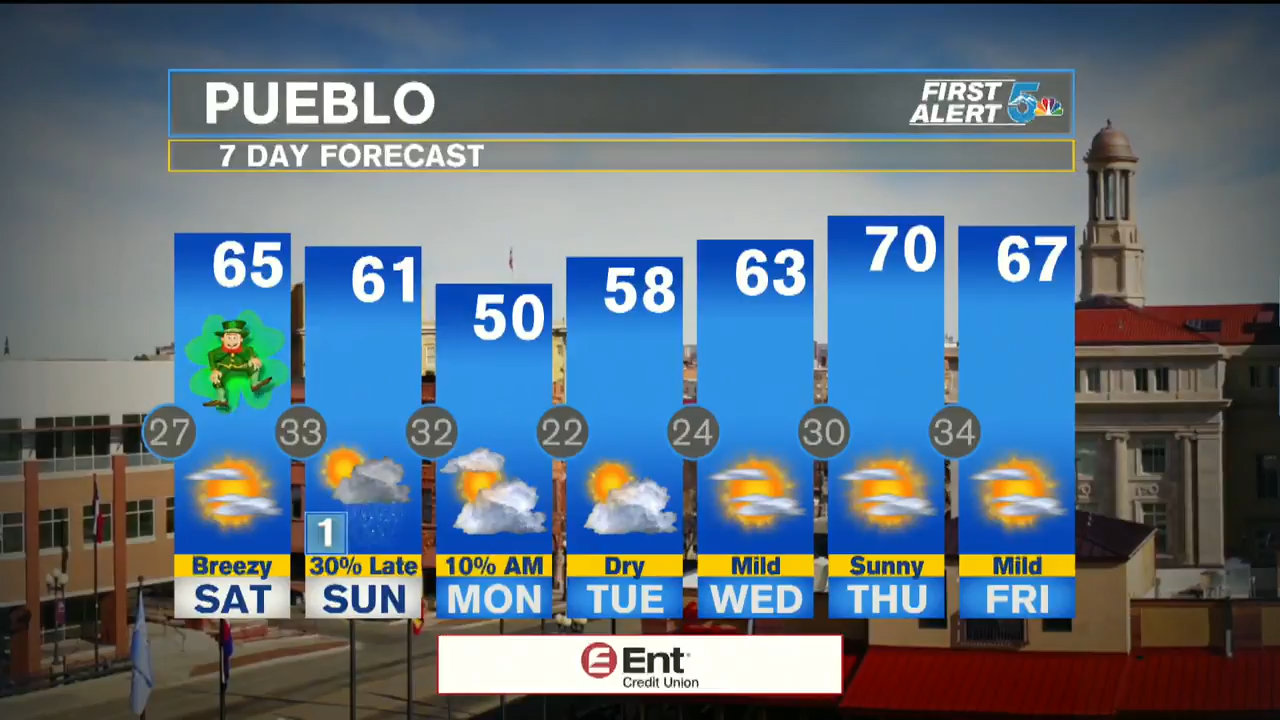 PUEBLO
FIRST
ALERT 5
7 DAY FORECAST
65 61 50 58 63 70 67
27 33 32 22 24 30 34
1
Breezy 30% Late 10% AM Dry Mild Sunny Mild
SAT SUN MON TUE WED THU FRI
Ent
Credit Union